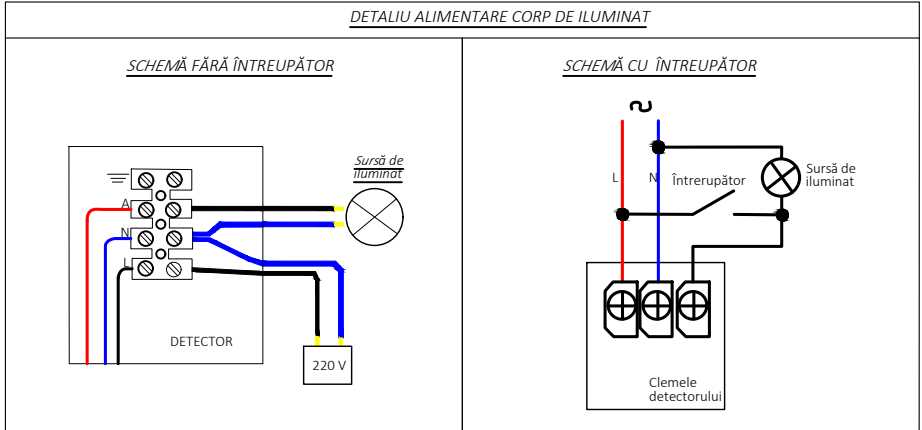 DETALIU ALIMENTARE CORP DE ILUMINAT
SCHEMĂ FĂRĂ ÎNTREUPĂTOR
Sursă de
iluminat
A
N
L
DETECTOR
220 V
SCHEMĂ CU ÎNTREUPĂTOR
L
N
Întrerupător
Sursă de
iluminat
Clemele
detectorului